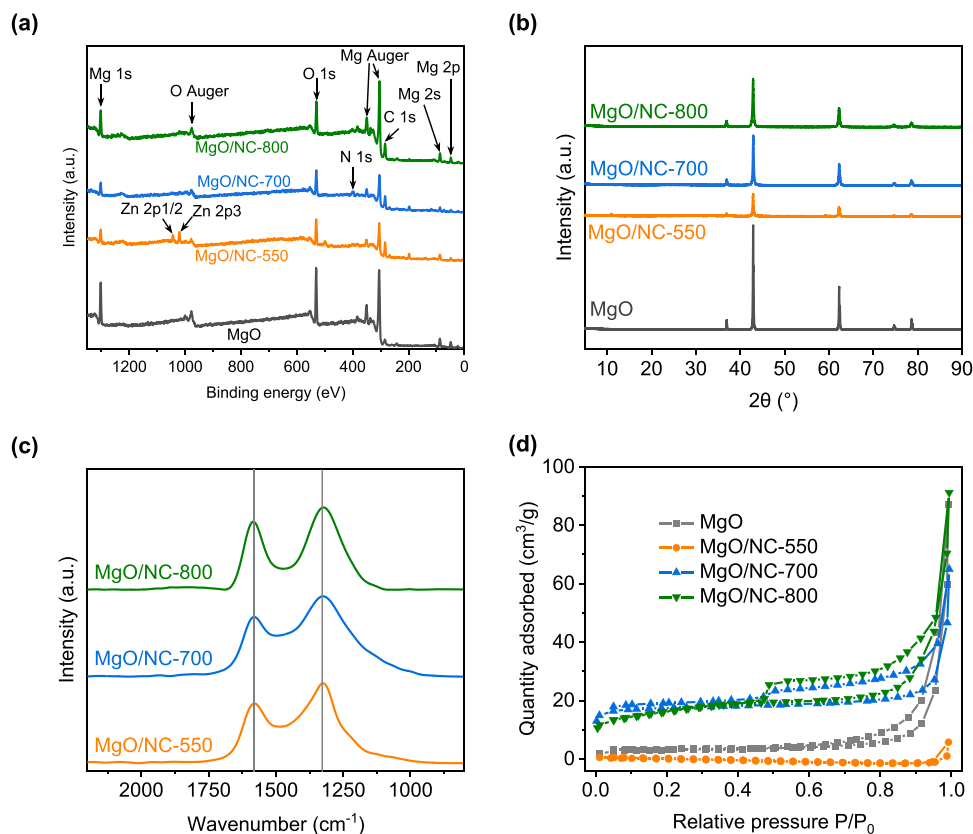 (a)
Mg 1s
O Auger
O 1s
Mg Auger
Mg 2p
Mg 2s
C 1s
MgO/NC-800
N 1s
MgO/NC-700
Zn 2p1/2
Zn 2p3
MgO/NC-550
MgO
Intensity (a.u.)
1200 1000 800 600 400 200 0
Binding energy (eV)
(b)
MgO/NC-800
MgO/NC-700
MgO/NC-550
MgO
Intensity (a.u.)
10 20 30 40 50 60 70 80 90
2θ (°)
(c)
MgO/NC-800
MgO/NC-700
MgO/NC-550
Intensity (a.u.)
2000 1750 1500 1250 1000
Wavenumber (cm⁻¹)
(d)
100
80
60
40
20
0
Quantity adsorbed (cm³/g)
MgO
MgO/NC-550
MgO/NC-700
MgO/NC-800
0.0 0.2 0.4 0.6 0.8 1.0
Relative pressure P/P₀